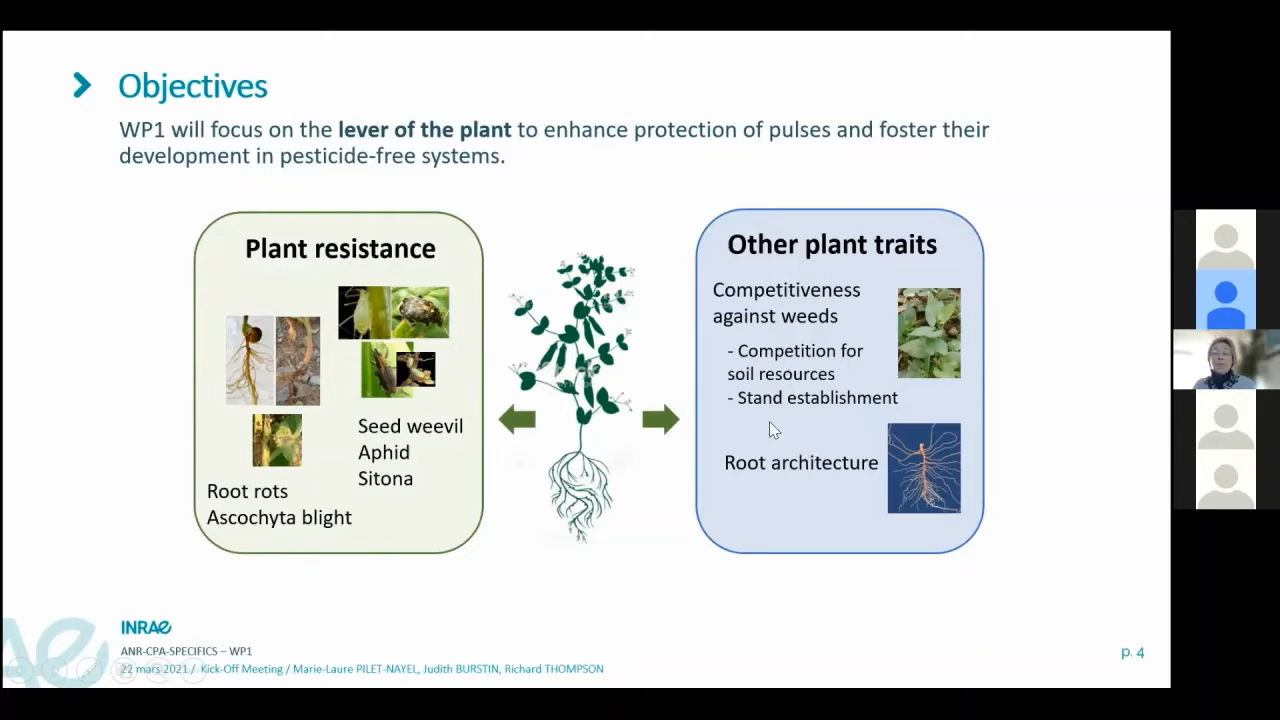 Objectives
WP1 will focus on the lever of the plant to enhance protection of pulses and foster their
development in pesticide-free systems.
Plant resistance
Seed weevil
Aphid
Sitona
Root rots
Ascochyta blight
Other plant traits
Competitiveness
against weeds
- Competition for
soil resources
- Stand establishment
Root architecture
INRAE
ANR-CPA-SPECIFICS – WP1
22 mars 2021 / Kick-Off Meeting / Marie-Laure PILET-NAYEL, Judith BURSTIN, Richard THOMPSON
p. 4